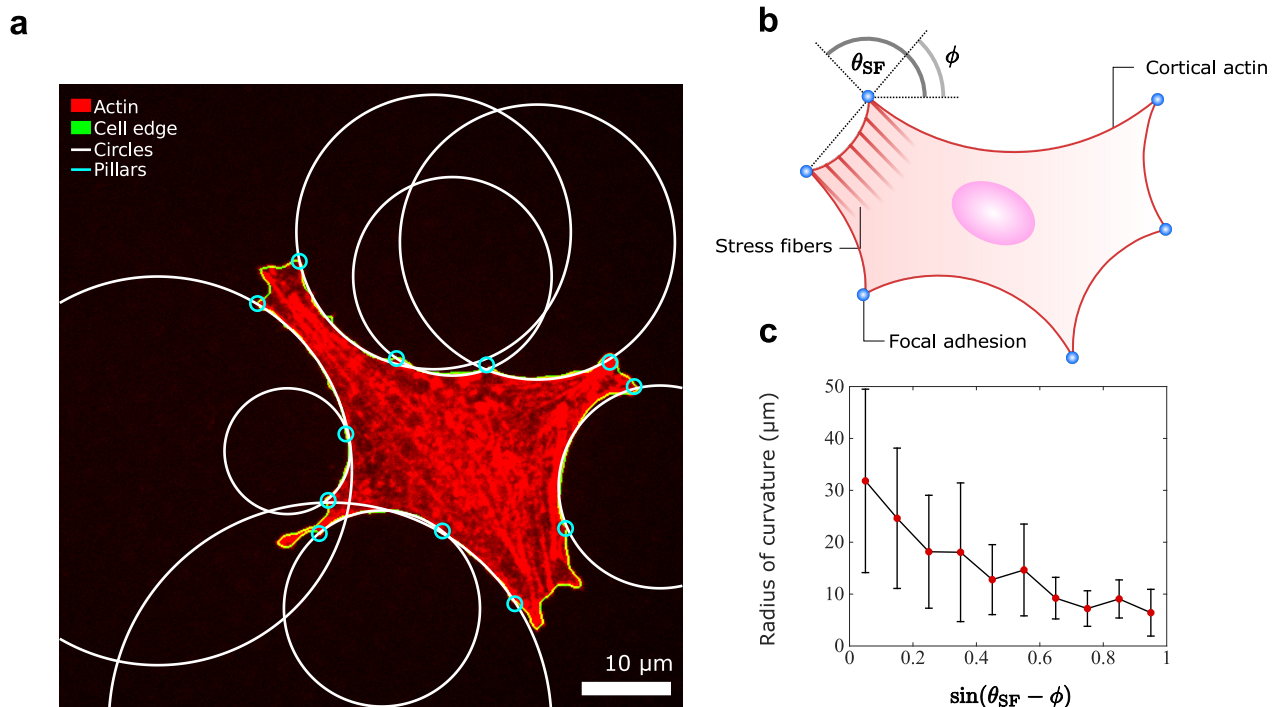 a
Actin
Cell edge
Circles
Pillars
10 µm
b
θSF
ϕ
Cortical actin
Stress fibers
Focal adhesion
c
Radius of curvature (µm)
50
40
30
20
10
0
0 0.2 0.4 0.6 0.8 1
sin(θSF − ϕ)